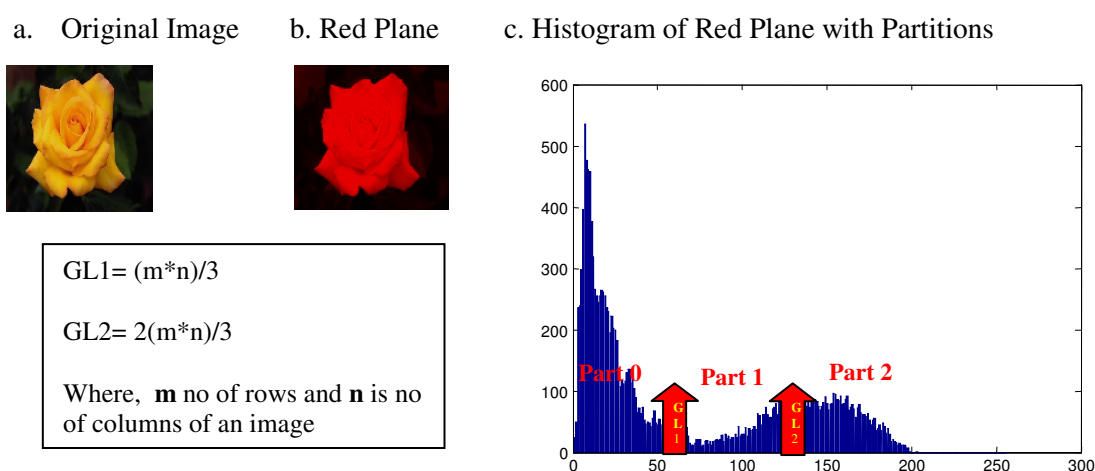 a. Original Image b. Red Plane c. Histogram of Red Plane with Partitions
GL1= (m*n)/3
GL2= 2(m*n)/3
Where, m no of rows and n is no
of columns of an image
600
500
400
300
200
100
0
Part 0
Part 1
Part 2
GL1
GL2
0 50 100 150 200 250 300